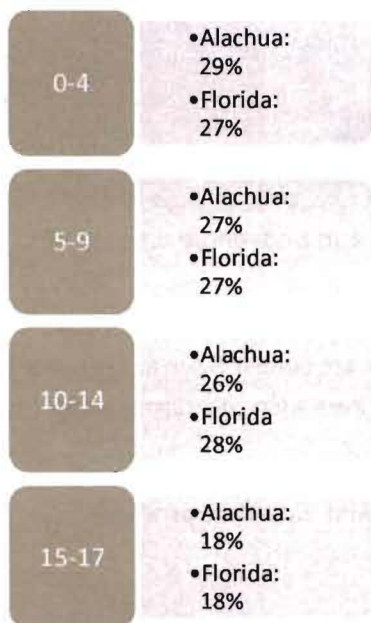 0-4
•Alachua:
29%
•Florida:
27%
5-9
•Alachua:
27%
•Florida:
27%
10-14
•Alachua:
26%
•Florida
28%
15-17
•Alachua:
18%
•Florida:
18%